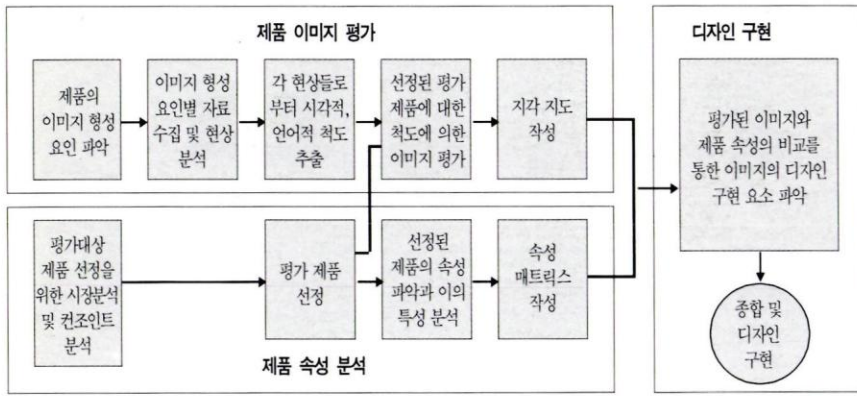 제품 이미지 평가
제품의
이미지 형성
요인 파악
이미지 형성
요인별 자료
수집 및 현상
분석
각 현상들로
부터 시각적,
언어적 척도
추출
선정된 평가
제품에 대한
척도에 의한
이미지 평가
지각 지도
작성
평가대상
제품 선정을
위한 시장분석
및 컨조인트
분석
평가 제품
선정
선정된
제품의 속성
파악과 이의
특성 분석
속성
매트릭스
작성
제품 속성 분석
디자인 구현
평가된 이미지와
제품 속성의 비교를
통한 이미지의 디자인
구현 요소 파악
종합 및
디자인
구현